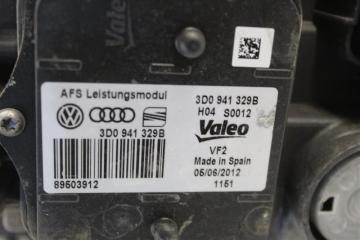 Valeo
AFS Leistungsmodul
3D0 941 329B
89503912
3D0 941 329B
H04 S0012
Valeo
VF2
Made in Spain
05/06/2012
1151